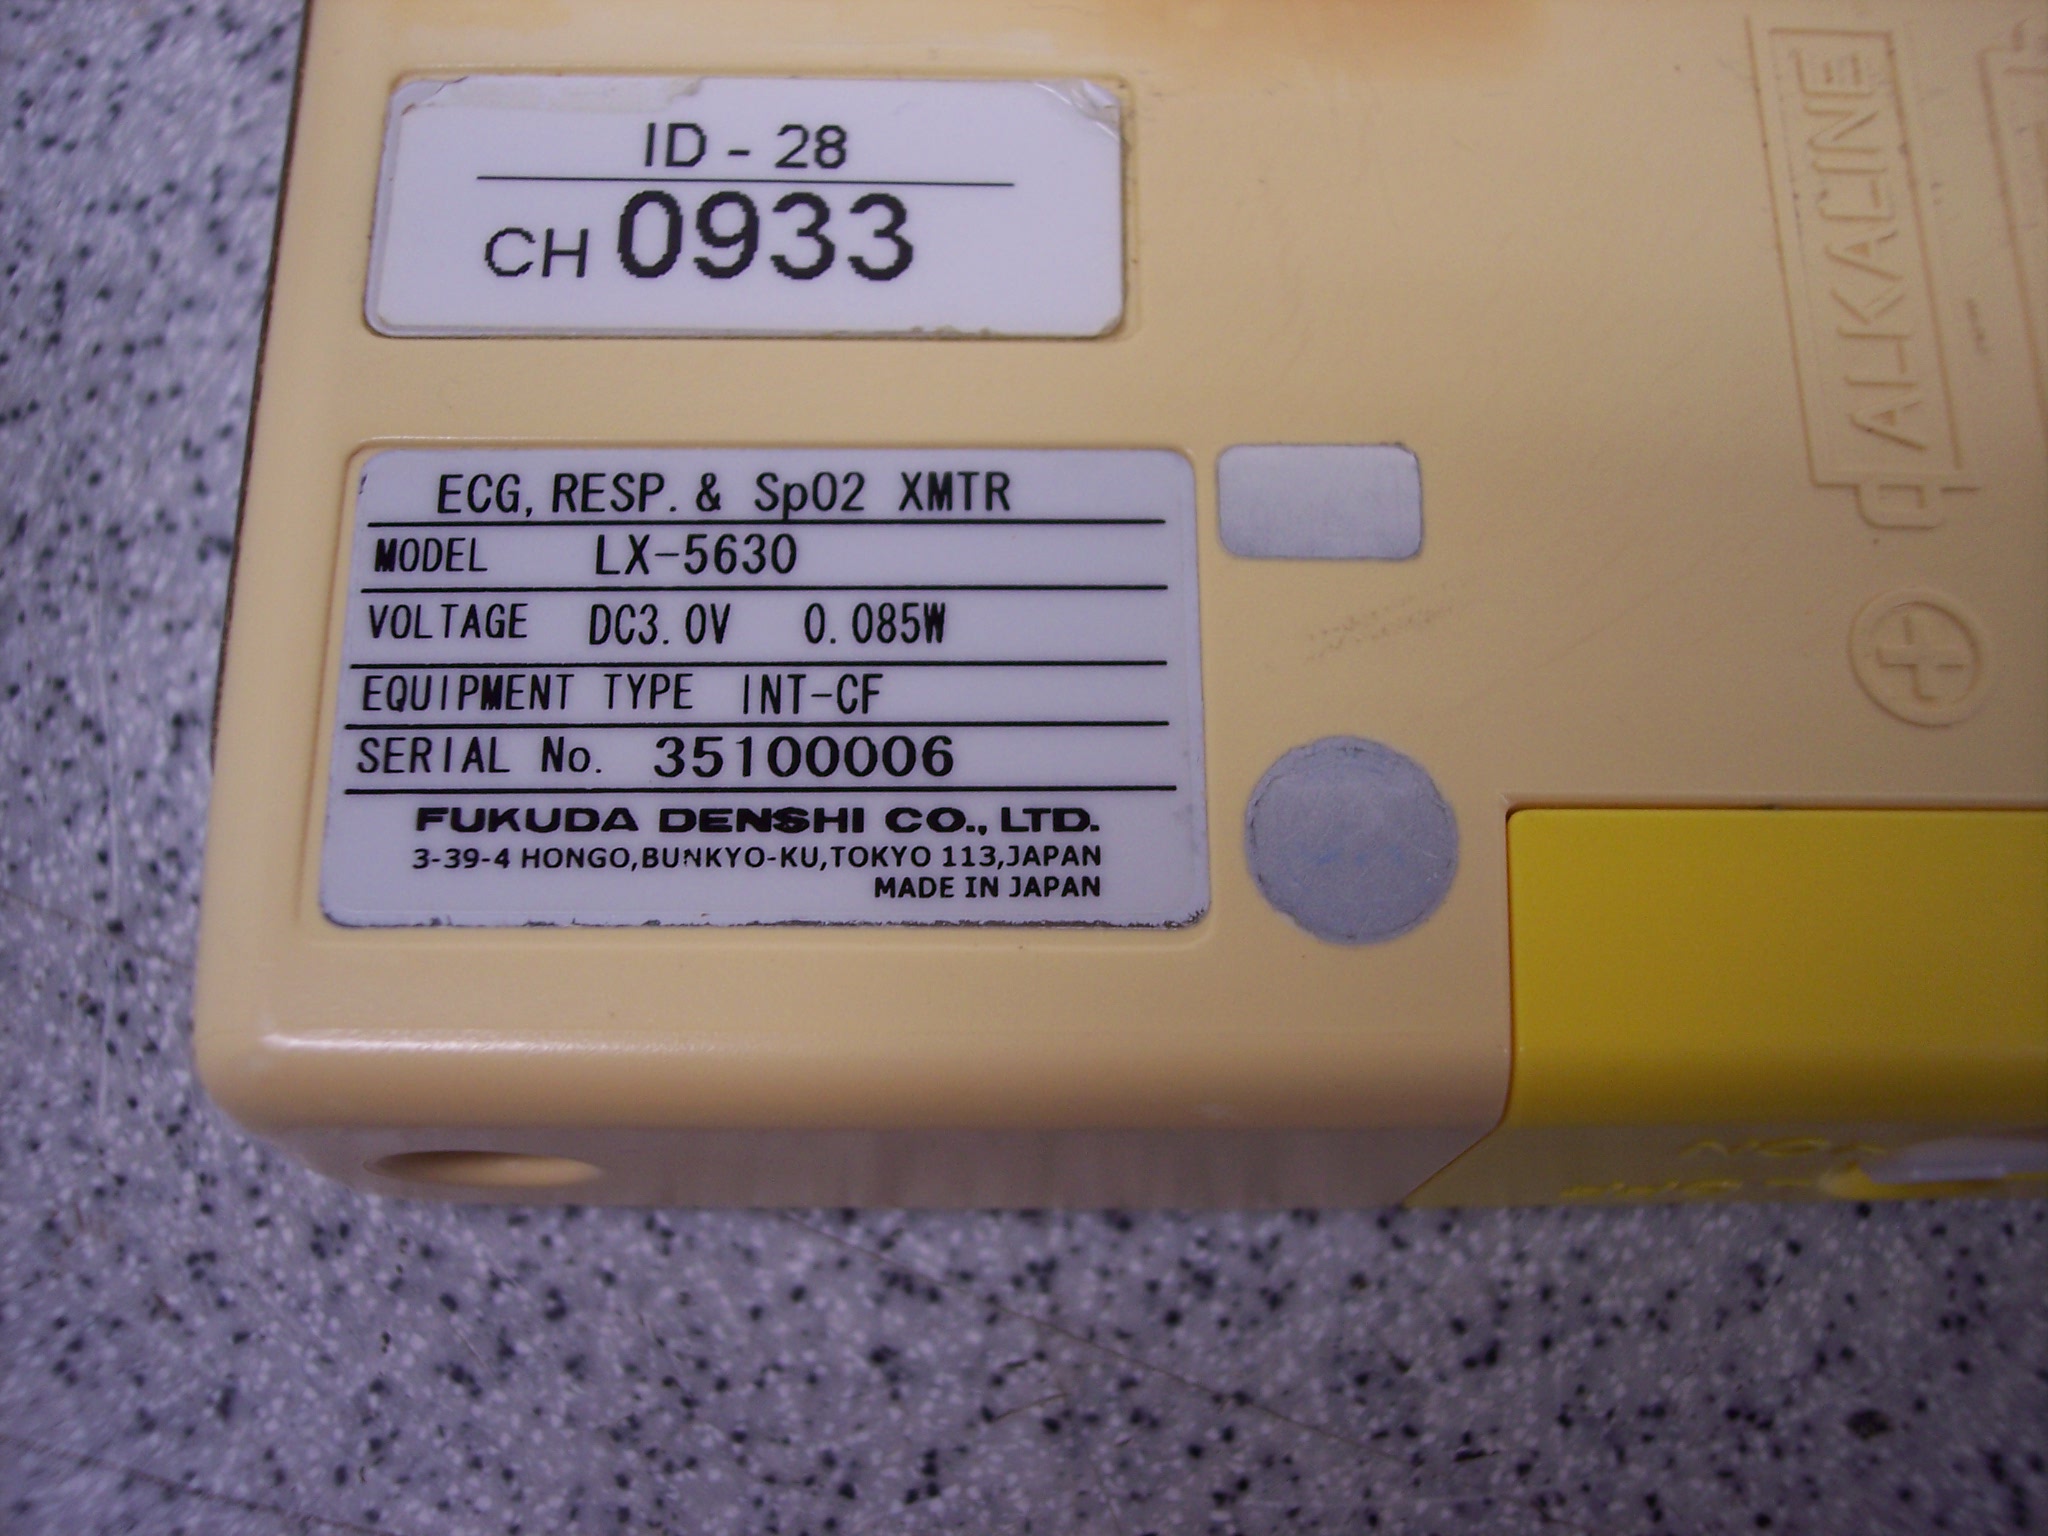 ID - 28
CH 0933
ALKALINE
ECG, RESP. & SpO2 XMTR
MODEL LX-5630
VOLTAGE DC3.0V 0.085W
EQUIPMENT TYPE INT-CF
SERIAL No. 35100006
FUKUDA DENSHI CO., LTD.
3-39-4 HONGO, BUNKYO-KU, TOKYO 113, JAPAN
MADE IN JAPAN